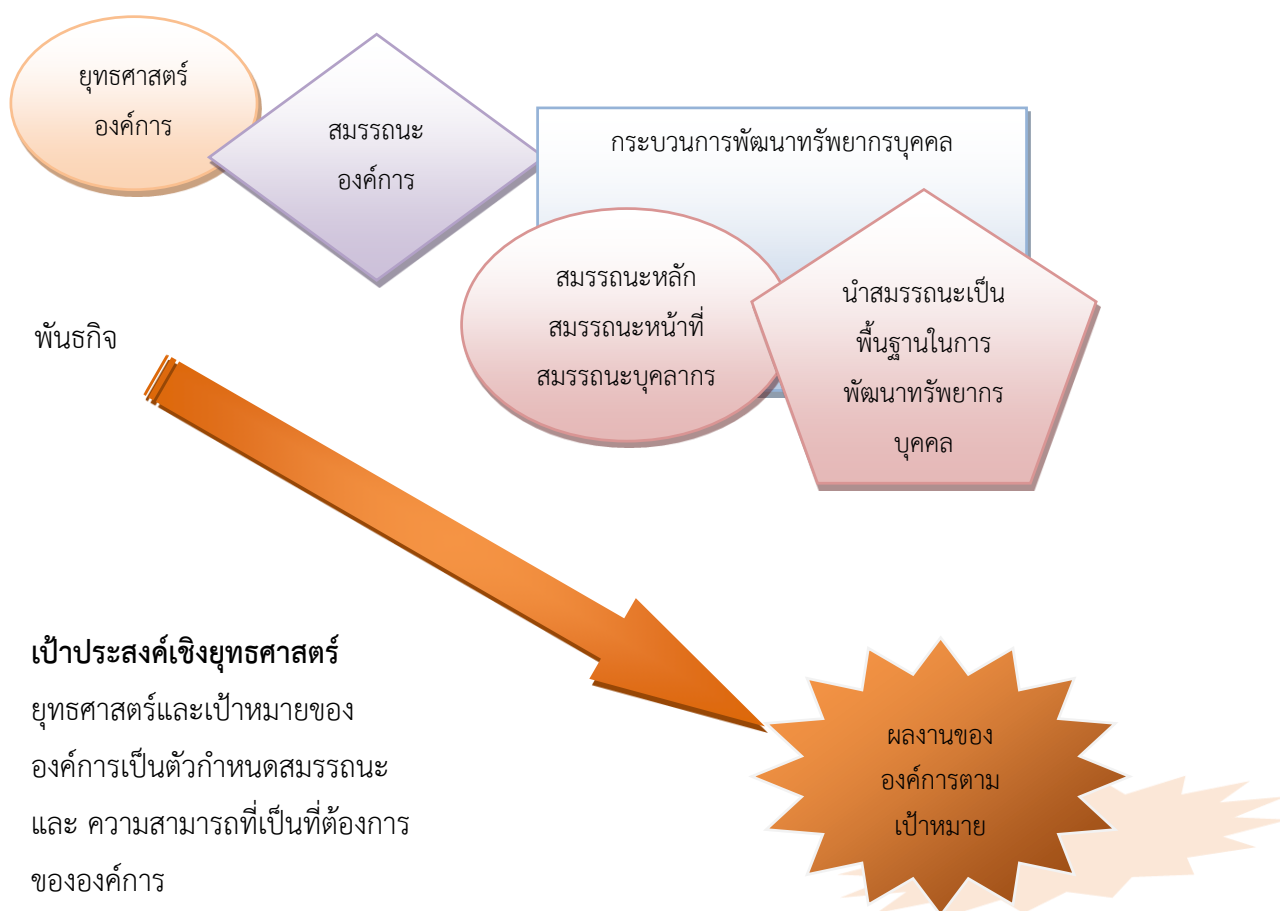 ยุทธศาสตร์
องค์การ
สมรรถนะ
องค์การ
กระบวนการพัฒนาทรัพยากรบุคคล
สมรรถนะหลัก
สมรรถนะหน้าที่
สมรรถนะบุคลากร
นำสมรรถนะเป็น
พื้นฐานในการ
พัฒนาทรัพยากร
บุคคล
พันธกิจ
เป้าประสงค์เชิงยุทธศาสตร์
ยุทธศาสตร์และเป้าหมายของ
องค์การเป็นตัวกำหนดสมรรถนะ
และ ความสามารถที่เป็นที่ต้องการ
ขององค์การ
ผลงานของ
องค์การตาม
เป้าหมาย